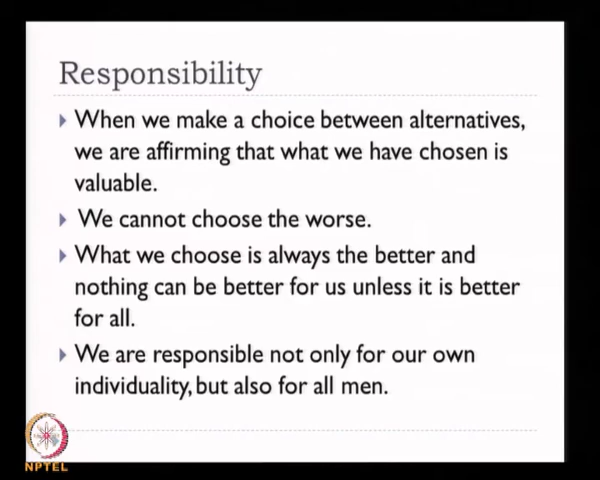 Responsibility
When we make a choice between alternatives,
we are affirming that what we have chosen is
valuable.
We cannot choose the worse.
What we choose is always the better and
nothing can be better for us unless it is better
for all.
We are responsible not only for our own
individuality, but also for all men.
NPTEL